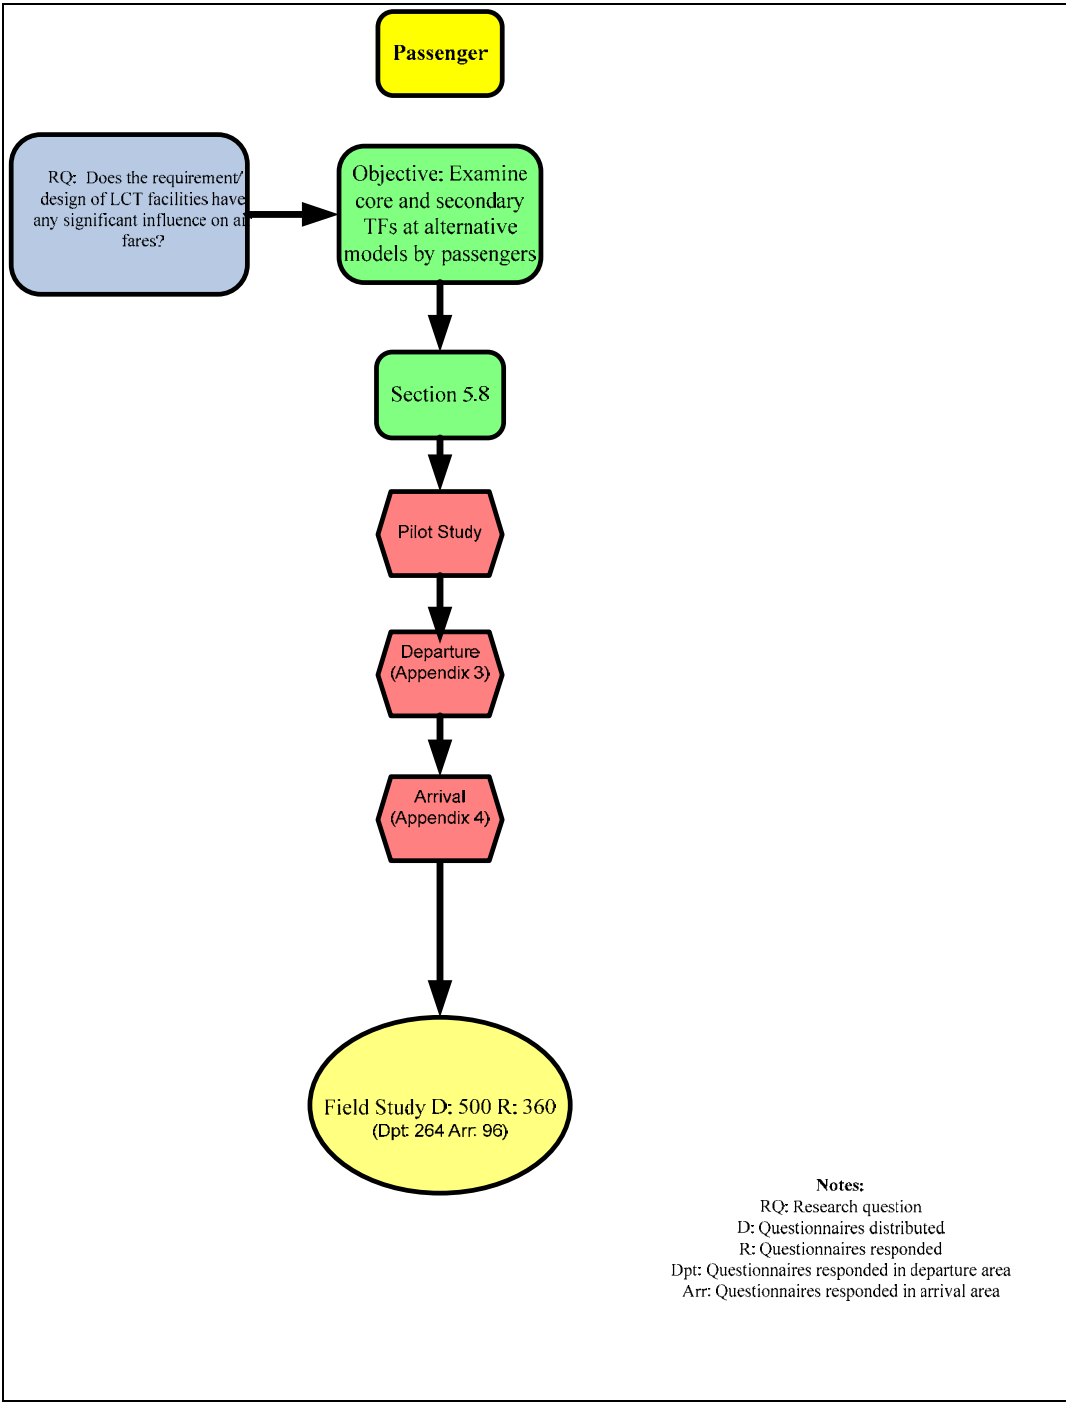 Passenger
RQ: Does the requirement/
design of LCT facilities have
any significant influence on ai
fares?
Objective: Examine
core and secondary
TFs at alternative
models by passengers
Section 5.8
Pilot Study
Departure
(Appendix 3)
Arrival
(Appendix 4)
Field Study D: 500 R: 360
(Dpt: 264 Arr: 96)
Notes:
RQ: Research question
D: Questionnaires distributed
R: Questionnaires responded
Dpt: Questionnaires responded in departure area
Arr: Questionnaires responded in arrival area